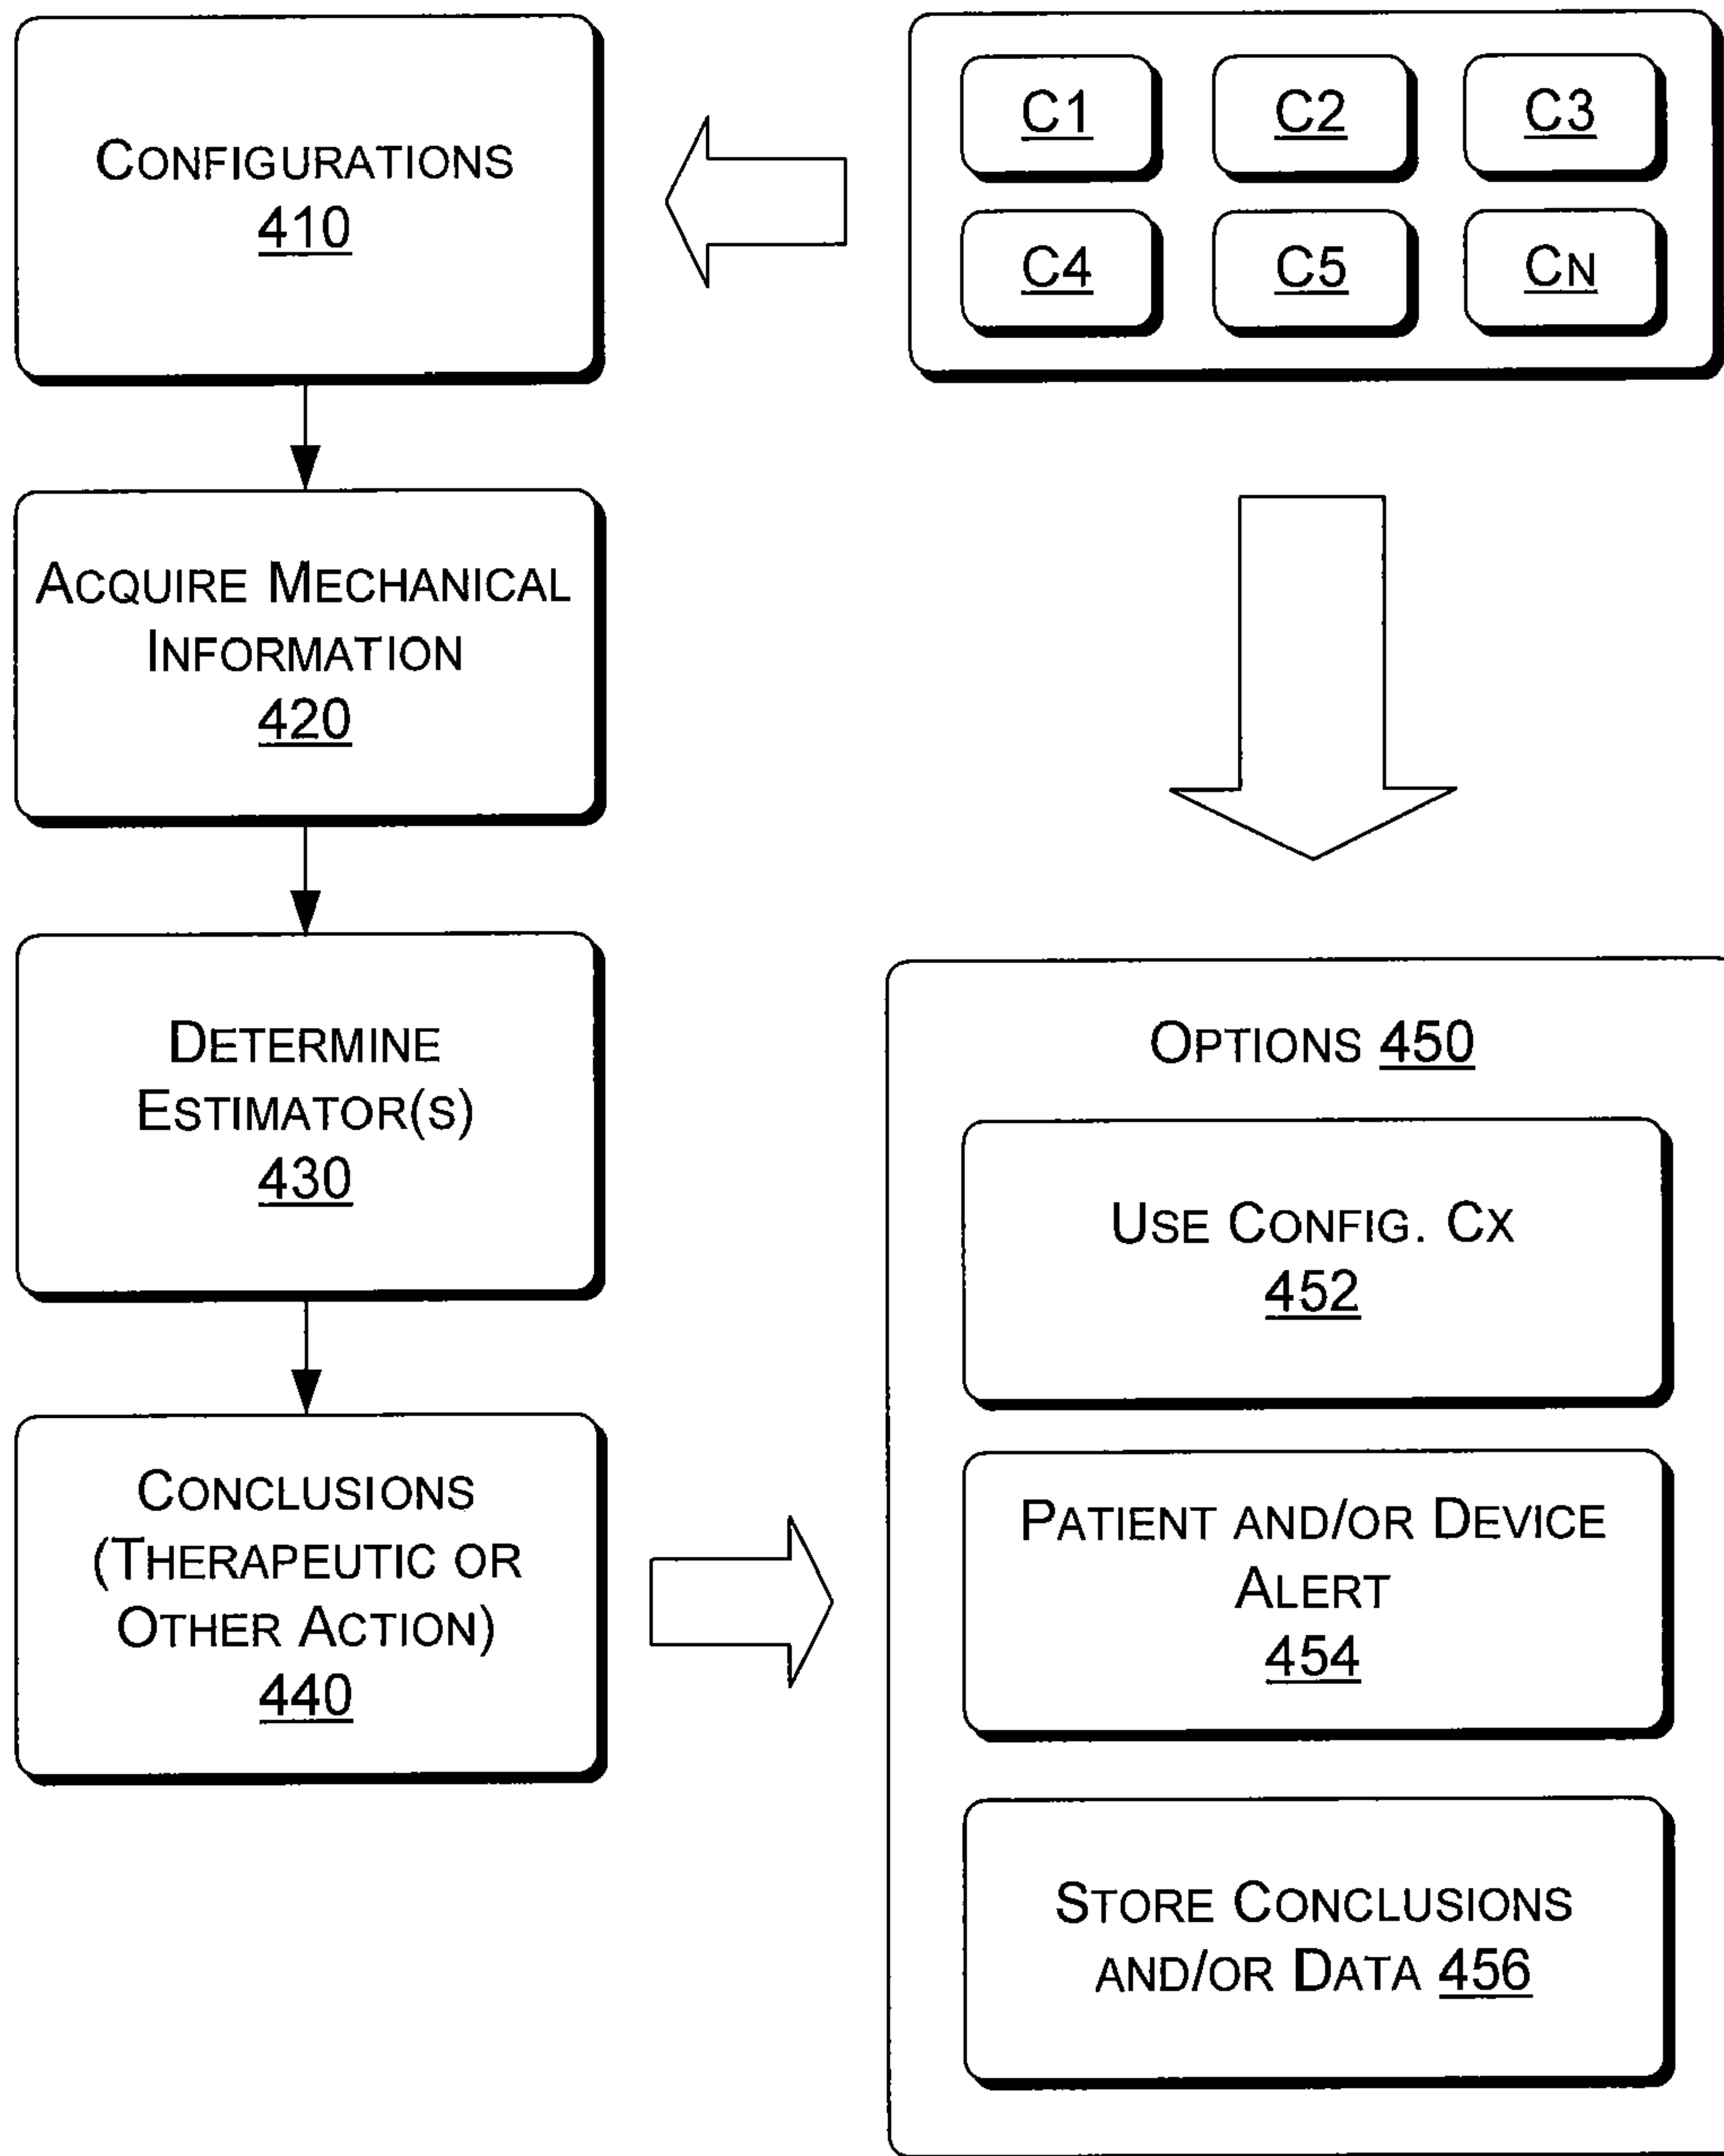 CONFIGURATIONS
410
C1
C2
C3
C4
C5
CN
ACQUIRE MECHANICAL
INFORMATION
420
DETERMINE
ESTIMATOR(S)
430
CONCLUSIONS
(THERAPEUTIC OR
OTHER ACTION)
440
OPTIONS 450
USE CONFIG. CX
452
PATIENT AND/OR DEVICE
ALERT
454
STORE CONCLUSIONS
AND/OR DATA 456